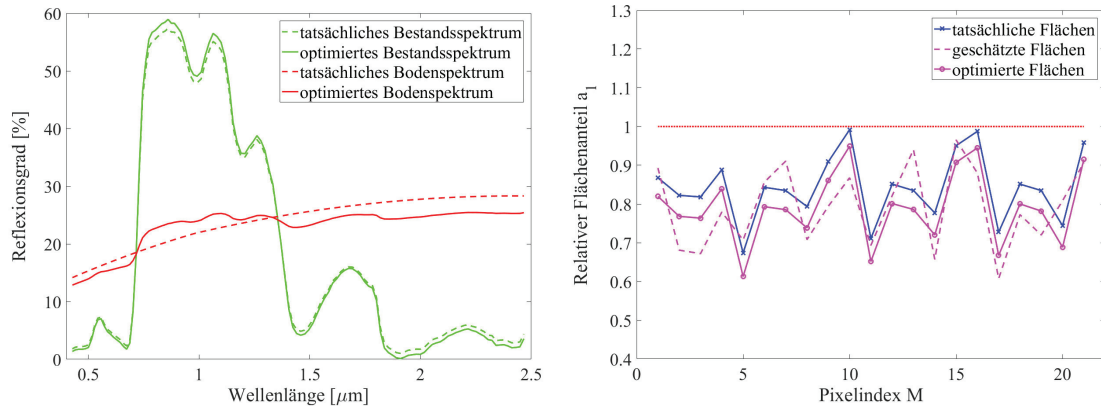 60
50
40
30
20
10
0
Reflexionsgrad [%]
0.5 1 1.5 2 2.5
Wellenlänge [μm]
tatsächliches Bestandsspektrum
optimiertes Bestandsspektrum
tatsächliches Bodenspektrum
optimiertes Bodenspektrum
1.3
1.2
1.1
1
0.9
0.8
0.7
0.6
0.5
0.4
Relativer Flächenanteil a1
0 5 10 15 20
Pixelindex M
tatsächliche Flächen
geschätzte Flächen
optimierte Flächen